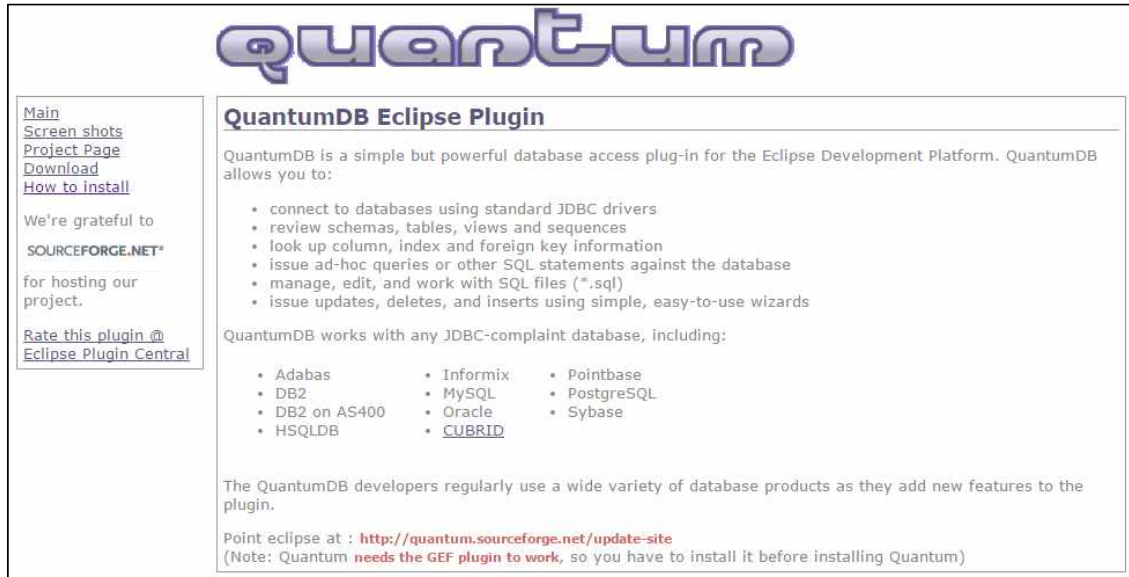 quantum
Main
Screen shots
Project Page
Download
How to install
We're grateful to
SOURCEFORGE.NET®
for hosting our
project.
Rate this plugin @
Eclipse Plugin Central
QuantumDB Eclipse Plugin
QuantumDB is a simple but powerful database access plug-in for the Eclipse Development Platform. QuantumDB
allows you to:
• connect to databases using standard JDBC drivers
• review schemas, tables, views and sequences
• look up column, index and foreign key information
• issue ad-hoc queries or other SQL statements against the database
• manage, edit, and work with SQL files (*.sql)
• issue updates, deletes, and inserts using simple, easy-to-use wizards
QuantumDB works with any JDBC-complaint database, including:
• Adabas
• DB2
• DB2 on AS400
• HSQLDB
• Informix
• MySQL
• Oracle
• CUBRID
• Pointbase
• PostgreSQL
• Sybase
The QuantumDB developers regularly use a wide variety of database products as they add new features to the
plugin.
Point eclipse at : http://quantum.sourceforge.net/update-site
(Note: Quantum needs the GEF plugin to work, so you have to install it before installing Quantum)